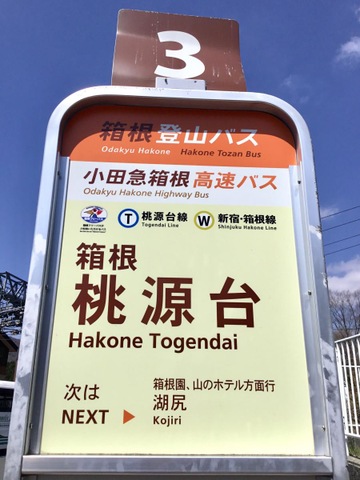 3
箱根登山バス
Odakyu Hakone Hakone Tozan Bus
小田急箱根高速バス
Odakyu Hakone Highway Bus
T 桃源台線 W 新宿・箱根線
Togendai Line Shinjuku Hakone Line
箱根
桃源台
Hakone Togendai
次は 箱根園、山のホテル方面行
NEXT ▶ 湖尻
Kojiri